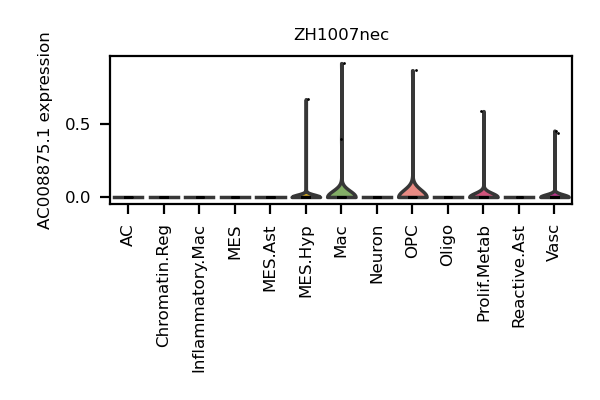 ZH1007nec
AC008875.1 expression
0.5
0.0
AC
Chromatin.Reg
Inflammatory.Mac
MES
MES.Ast
MES.Hyp
Mac
Neuron
OPC
Oligo
Prolif.Metab
Reactive.Ast
Vasc